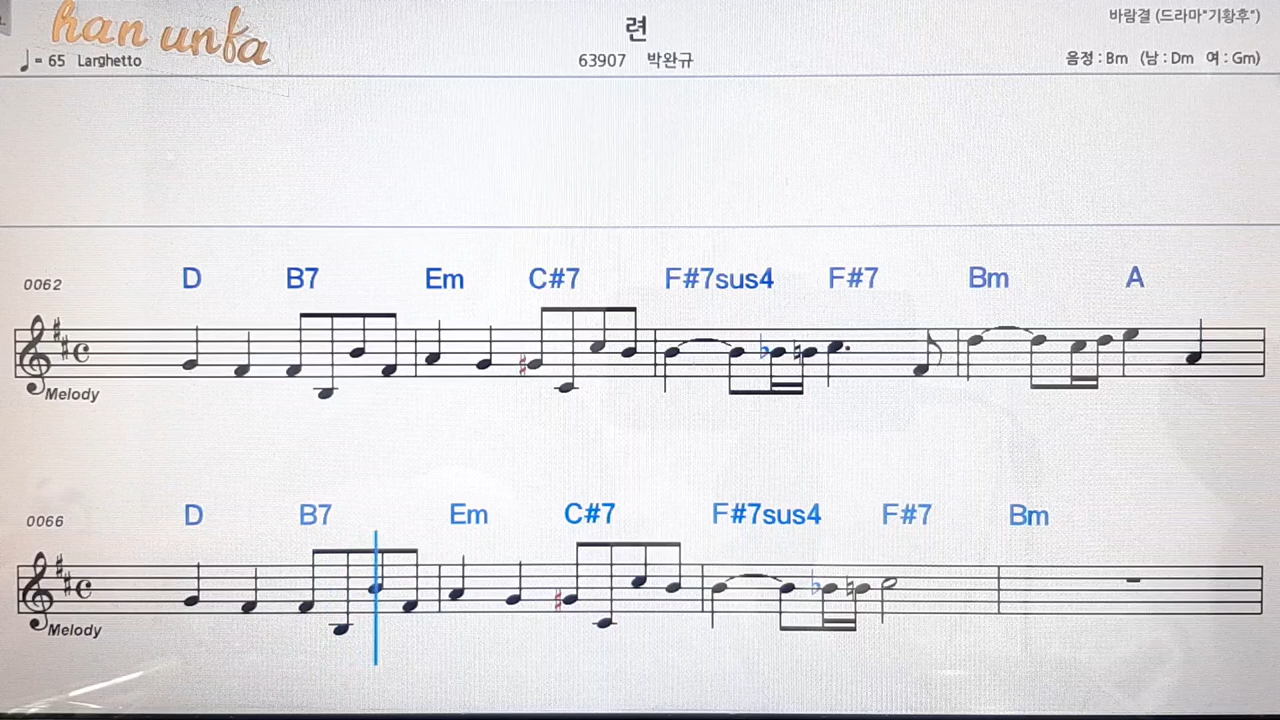 han unfa
련
바람결 (드라마"기황후")
♩= 65 Larghetto
63907 박완규
음정 : Bm (남 : Dm 여 : Gm)
0062
D B7 Em C#7 F#7sus4 F#7 Bm A
Melody
0066
D B7 Em C#7 F#7sus4 F#7 Bm
Melody